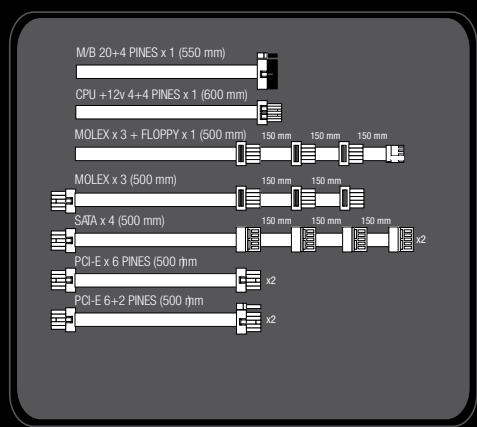 M/B 20+4 PINES x 1 (550 mm)
CPU +12v 4+4 PINES x 1 (600 mm)
MOLEX x 3 + FLOPPY x 1 (500 mm) 150 mm 150 mm 150 mm
MOLEX x 3 (500 mm) 150 mm 150 mm
SATA x 4 (500 mm) 150 mm 150 mm 150 mm
x2
PCI-E x 6 PINES (500 mm)
x2
PCI-E 6+2 PINES (500 mm)
x2